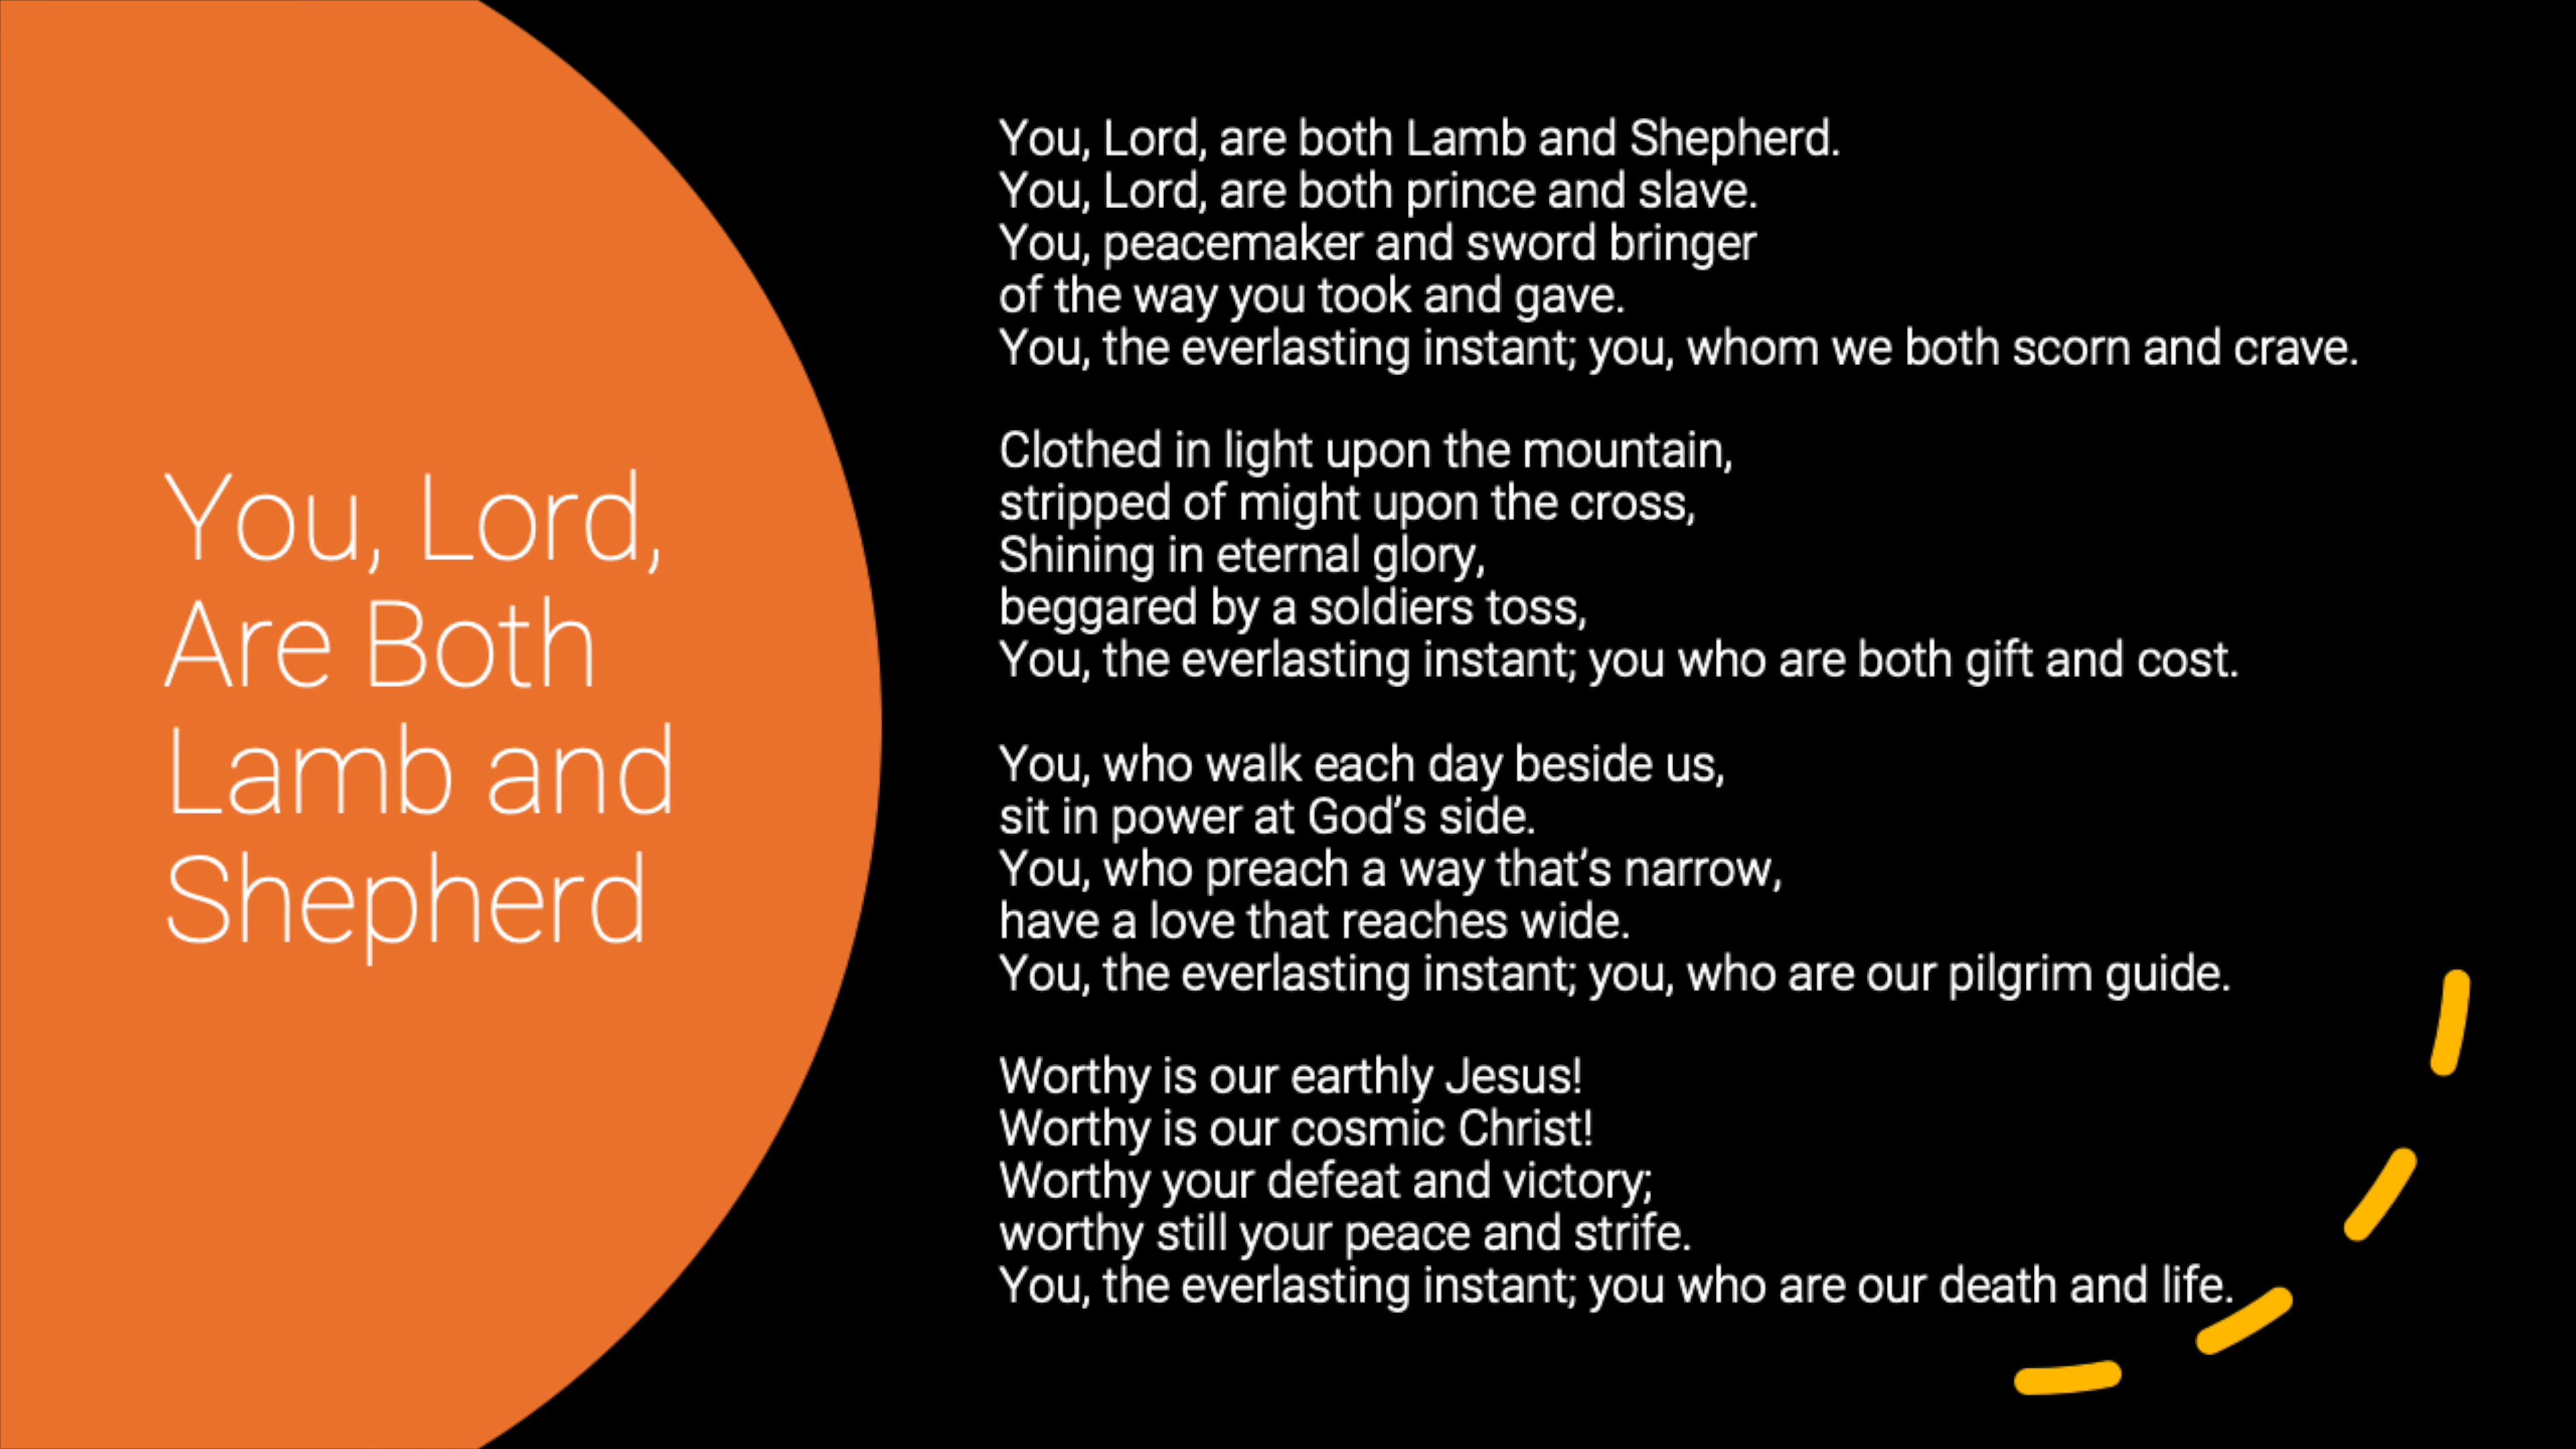 You, Lord,
Are Both
Lamb and
Shepherd
You, Lord, are both Lamb and Shepherd.
You, Lord, are both prince and slave.
You, peacemaker and sword bringer
of the way you took and gave.
You, the everlasting instant; you, whom we both scorn and crave.
Clothed in light upon the mountain,
stripped of might upon the cross,
Shining in eternal glory,
beggared by a soldiers toss,
You, the everlasting instant; you who are both gift and cost.
You, who walk each day beside us,
sit in power at God’s side.
You, who preach a way that’s narrow,
have a love that reaches wide.
You, the everlasting instant; you, who are our pilgrim guide.
Worthy is our earthly Jesus!
Worthy is our cosmic Christ!
Worthy your defeat and victory;
worthy still your peace and strife.
You, the everlasting instant; you who are our death and life.